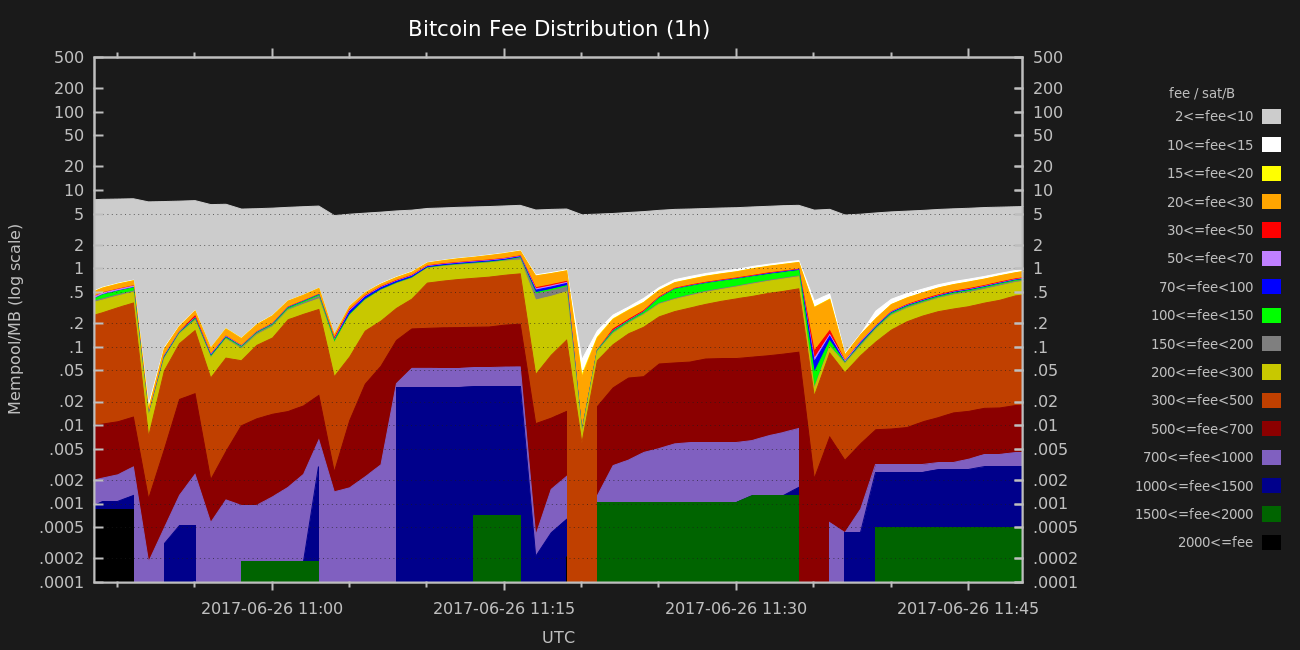 Bitcoin Fee Distribution (1h)
500
200
100
50
20
10
5
2
1
.5
.2
.1
.05
.02
.01
.005
.002
.001
.0005
.0002
.0001
Mempool/MB (log scale)
500
200
100
50
20
10
5
2
1
.5
.2
.1
.05
.02
.01
.005
.002
.001
.0005
.0002
.0001
2017-06-26 11:00 2017-06-26 11:15 2017-06-26 11:30 2017-06-26 11:45
UTC
fee / sat/B
2<=fee<10
10<=fee<15
15<=fee<20
20<=fee<30
30<=fee<50
50<=fee<70
70<=fee<100
100<=fee<150
150<=fee<200
200<=fee<300
300<=fee<500
500<=fee<700
700<=fee<1000
1000<=fee<1500
1500<=fee<2000
2000<=fee